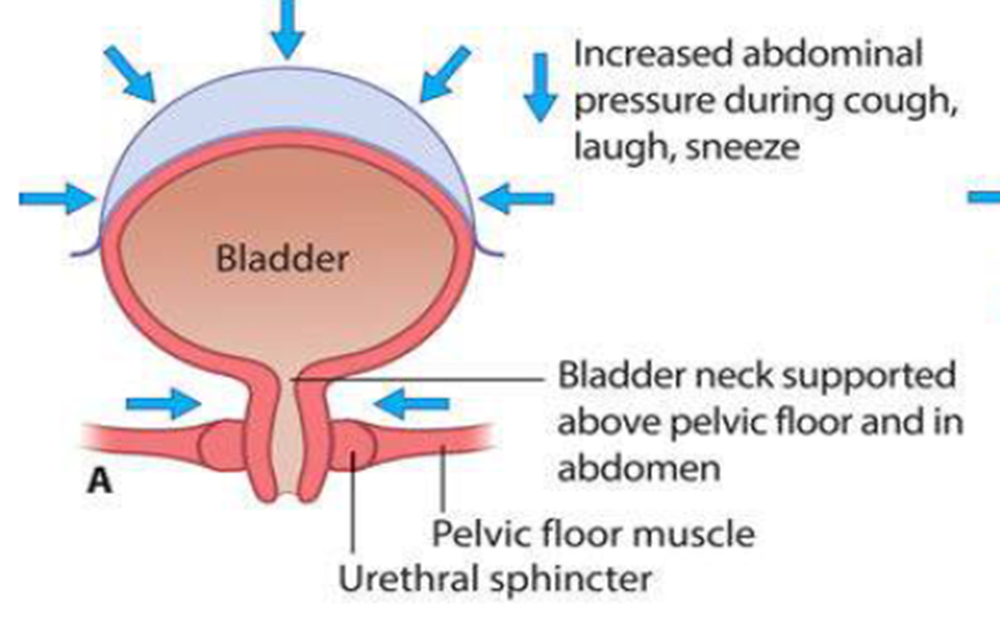 Increased abdominal
pressure during cough,
laugh, sneeze
Bladder
Bladder neck supported
above pelvic floor and in
abdomen
A
Pelvic floor muscle
Urethral sphincter